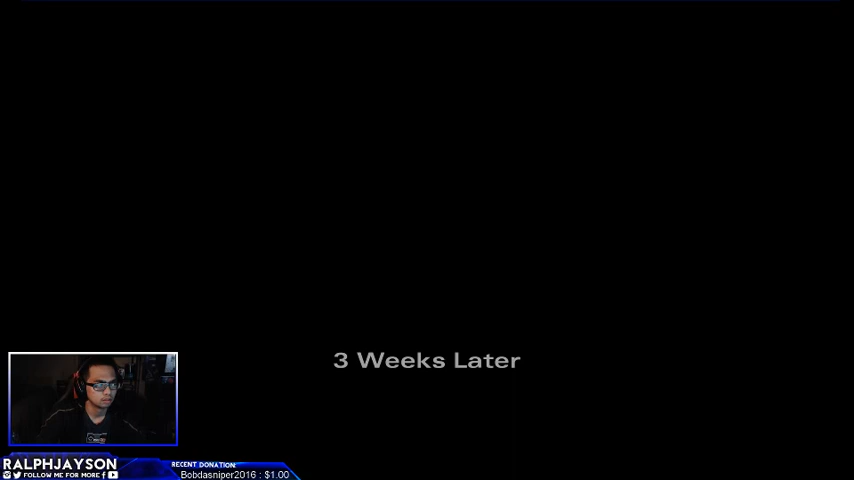 3 Weeks Later
RALPHJAYSON
FOLLOW ME FOR MORE
RECENT DONATION:
Bobdasniper2016 : $1.00